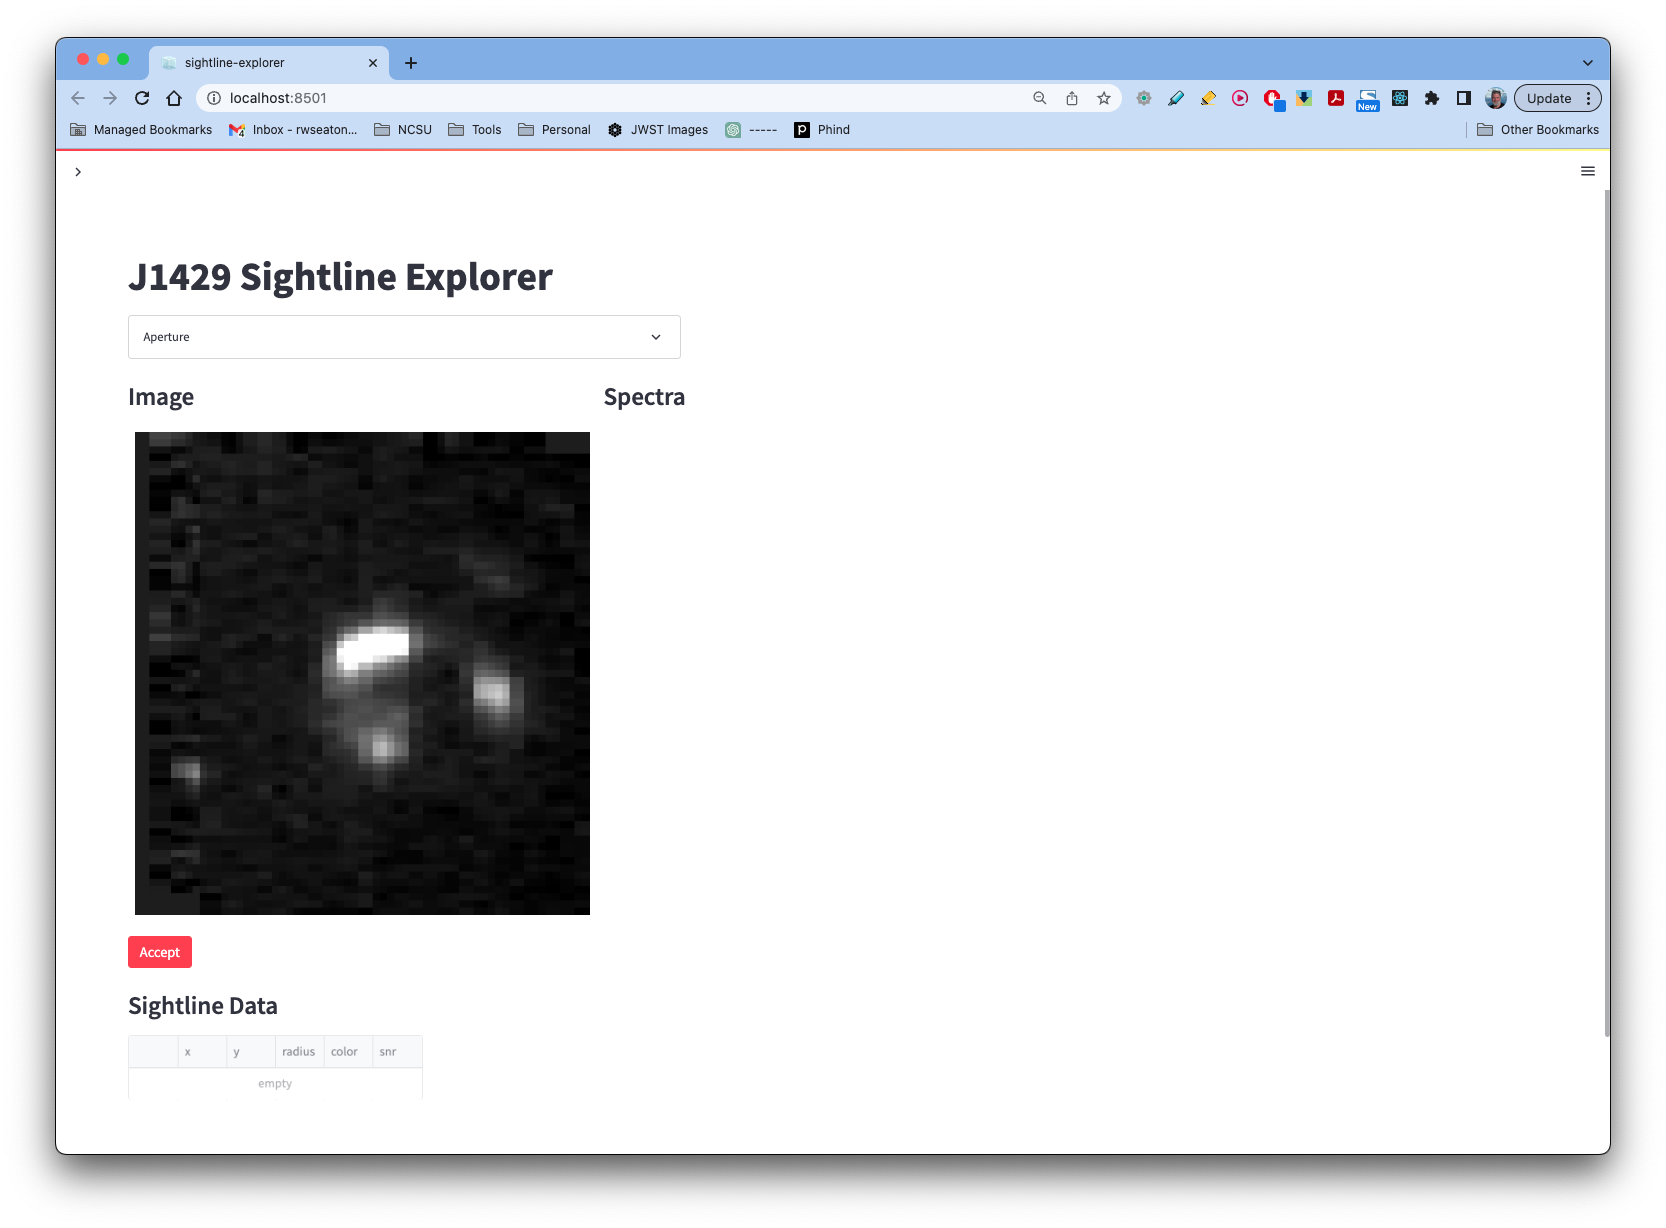 sightline-explorer
localhost:8501
New
Update
Managed Bookmarks
4
Inbox - rwseaton...
NCSU
Tools
Personal
JWST Images
-----
p
Phind
Other Bookmarks
J1429 Sightline Explorer
Aperture
Image
Spectra
Accept
Sightline Data
x y radius color snr
empty